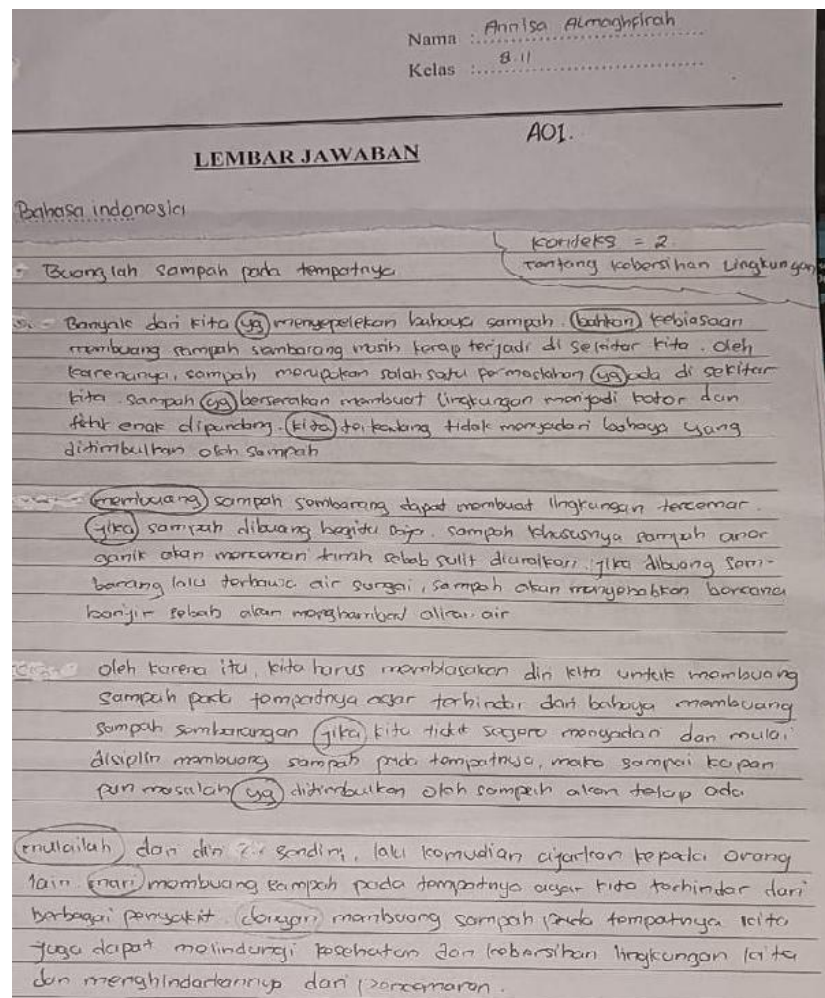 Nama : Annisa Almaghfirah
Kelas : 8.11
A01.
LEMBAR JAWABAN
Bahasa indonesia
konteks = 2
Tentang kebersihan Lingkungan
- Buanglah sampah pada tempatnya
- Banyak dari kita yg menyepelekan bahaya sampah. bahkan kebiasaan
membuang sampah sembarang masih kerap terjadi di sekitar kita. oleh
karenanya, sampah merupakan salah satu permaslahan yg ada di sekitar
kita. sampah yg berserakan membuat lingkungan menjadi kotor dan
tidak enak dipandang. kita terkadang tidak menyadari bahaya yang
ditimbulkan oleh sampah
- membuang sampah sembarang dapat membuat lingkungan tercemar.
jika sampah dibuang begitu saja. sampah khususnya sampah anor
ganik akan mencemari tanah sebab sulit diuraikan. jika dibuang sem-
barang lalu terbawa air sungai, sampah akan menyebabkan bencana
banjir sebab akan menghambat aliran air
oleh karena itu, kita harus membiasakan diri kita untuk membuang
sampah pada tempatnya agar terhindar dari bahaya membuang
sampah sembarangan jika kita tidak segera menyadari dan mulai
disiplin membuang sampah pada tempatnya, maka sampai kapan
pun masalah yg ditimbulkan oleh sampah akan tetap ada
mulailah dari diri sendiri, lalu kemudian ajarkan kepada orang
lain. mari membuang sampah pada tempatnya agar kita terhindar dari
berbagai penyakit. dengan membuang sampah pada tempatnya kita
juga dapat melindungi kesehatan dan kebersihan lingkungan kita
dan menghindarkannya dari pencemaran.